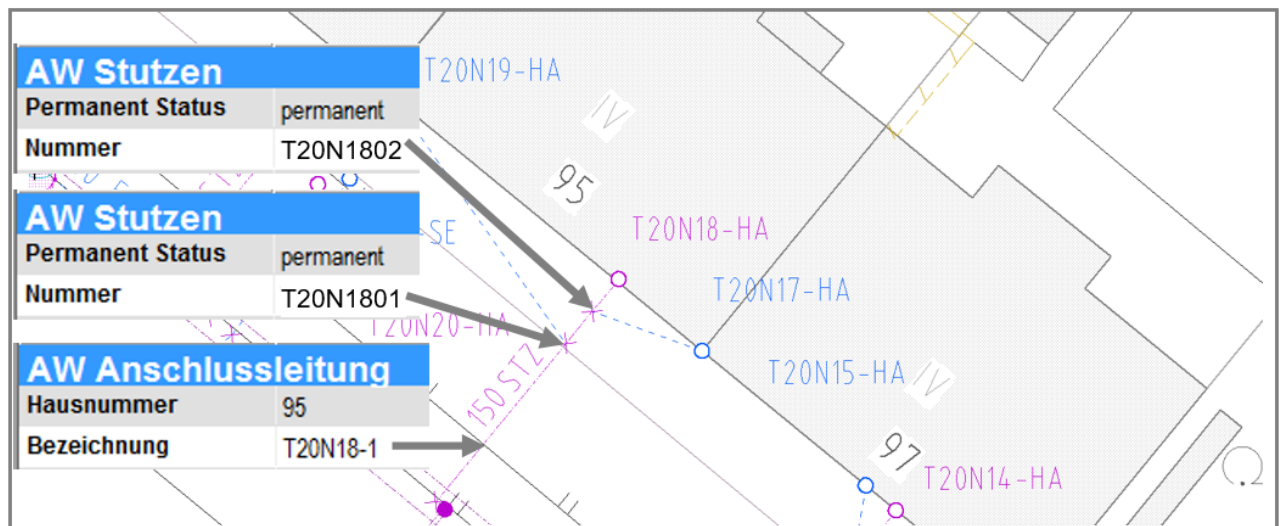 AW Stutzen
Permanent Status permanent
Nummer T20N1802
AW Stutzen
Permanent Status permanent
Nummer T20N1801
AW Anschlussleitung
Hausnummer 95
Bezeichnung T20N18-1
T20N19-HA
IV
95
T20N18-HA
-SE
T20N17-HA
T20N20-HA
150 STZ
T20N15-HA
IV
97
T20N14-HA